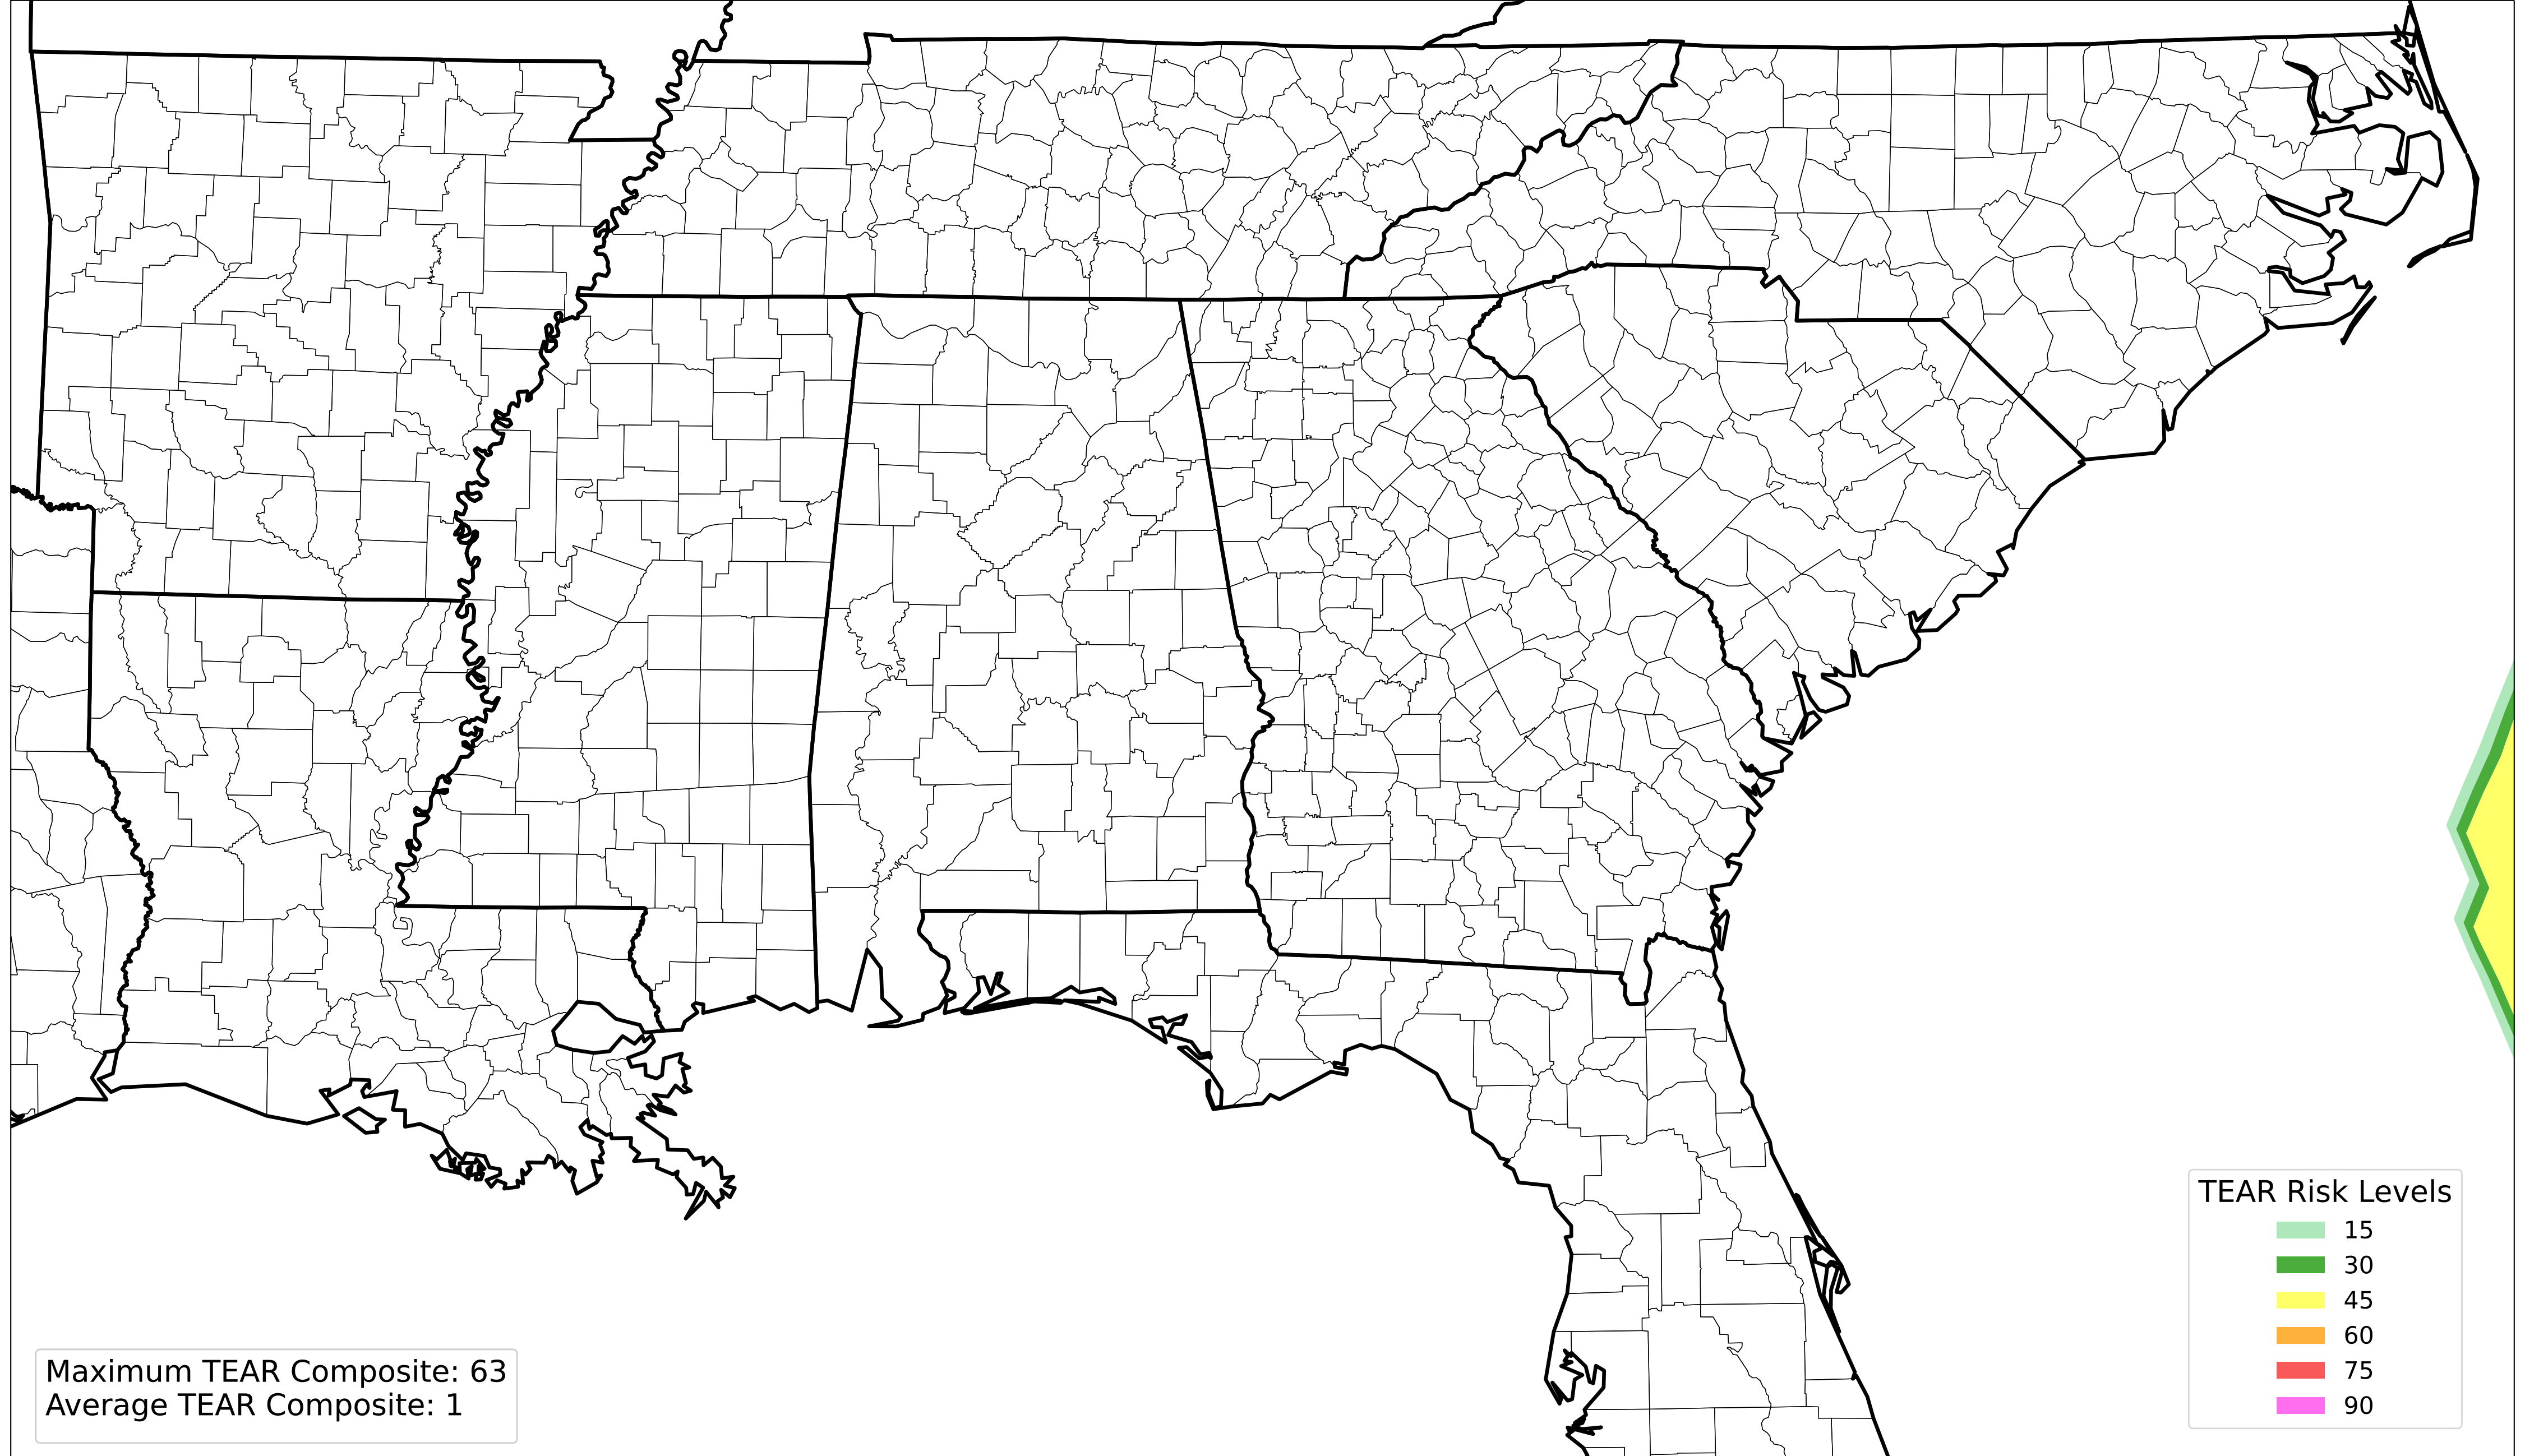 TEAR Risk Levels
15
30
45
60
75
90
Maximum TEAR Composite: 63
Average TEAR Composite: 1